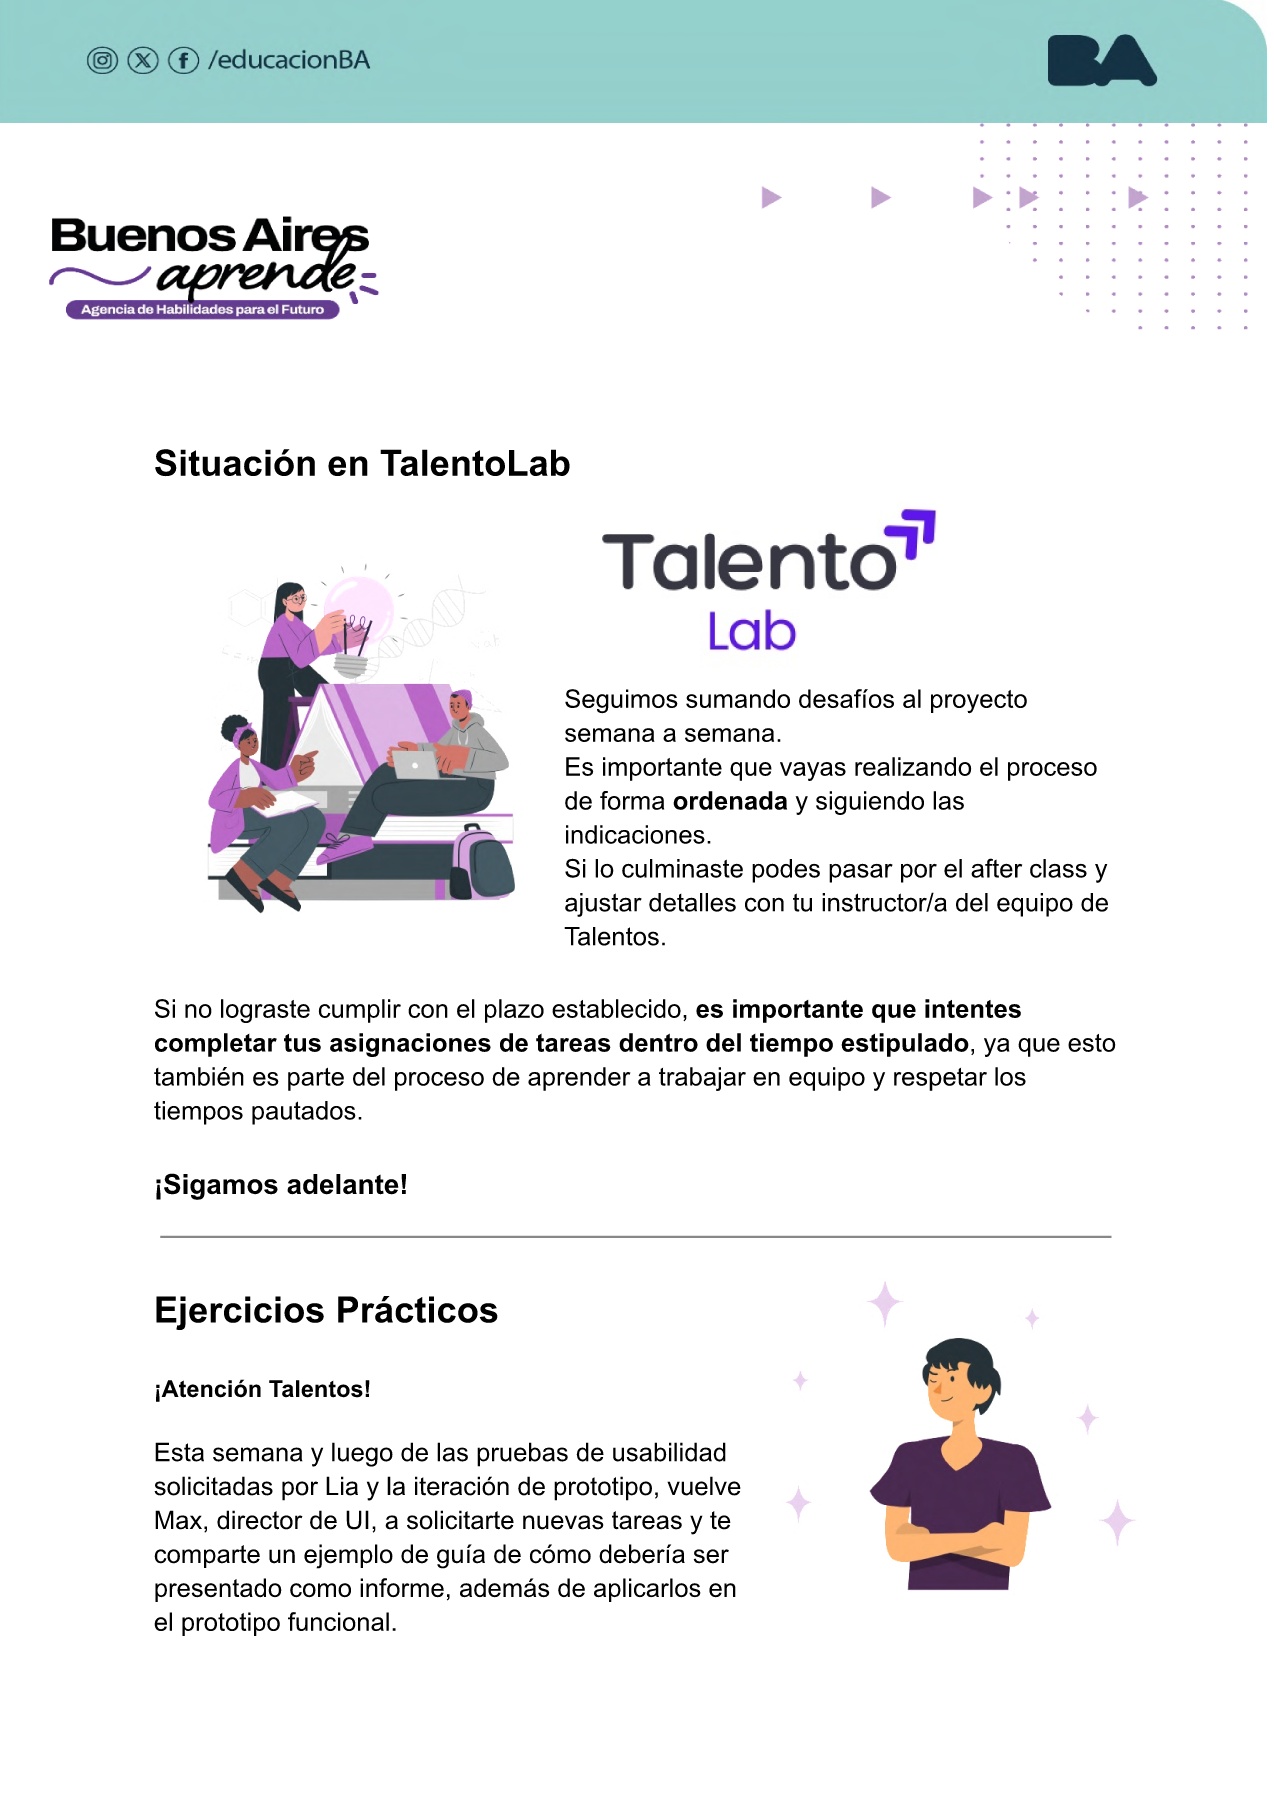 /educacionBA
BA
Buenos Aires
aprende
Agencia de Habilidades para el Futuro
Situación en TalentoLab
Talento
Lab
Seguimos sumando desafíos al proyecto
semana a semana.
Es importante que vayas realizando el proceso
de forma ordenada y siguiendo las
indicaciones.
Si lo culminaste podes pasar por el after class y
ajustar detalles con tu instructor/a del equipo de
Talentos.
Si no lograste cumplir con el plazo establecido, es importante que intentes
completar tus asignaciones de tareas dentro del tiempo estipulado, ya que esto
también es parte del proceso de aprender a trabajar en equipo y respetar los
tiempos pautados.
¡Sigamos adelante!
Ejercicios Prácticos
¡Atención Talentos!
Esta semana y luego de las pruebas de usabilidad
solicitadas por Lia y la iteración de prototipo, vuelve
Max, director de UI, a solicitarte nuevas tareas y te
comparte un ejemplo de guía de cómo debería ser
presentado como informe, además de aplicarlos en
el prototipo funcional.